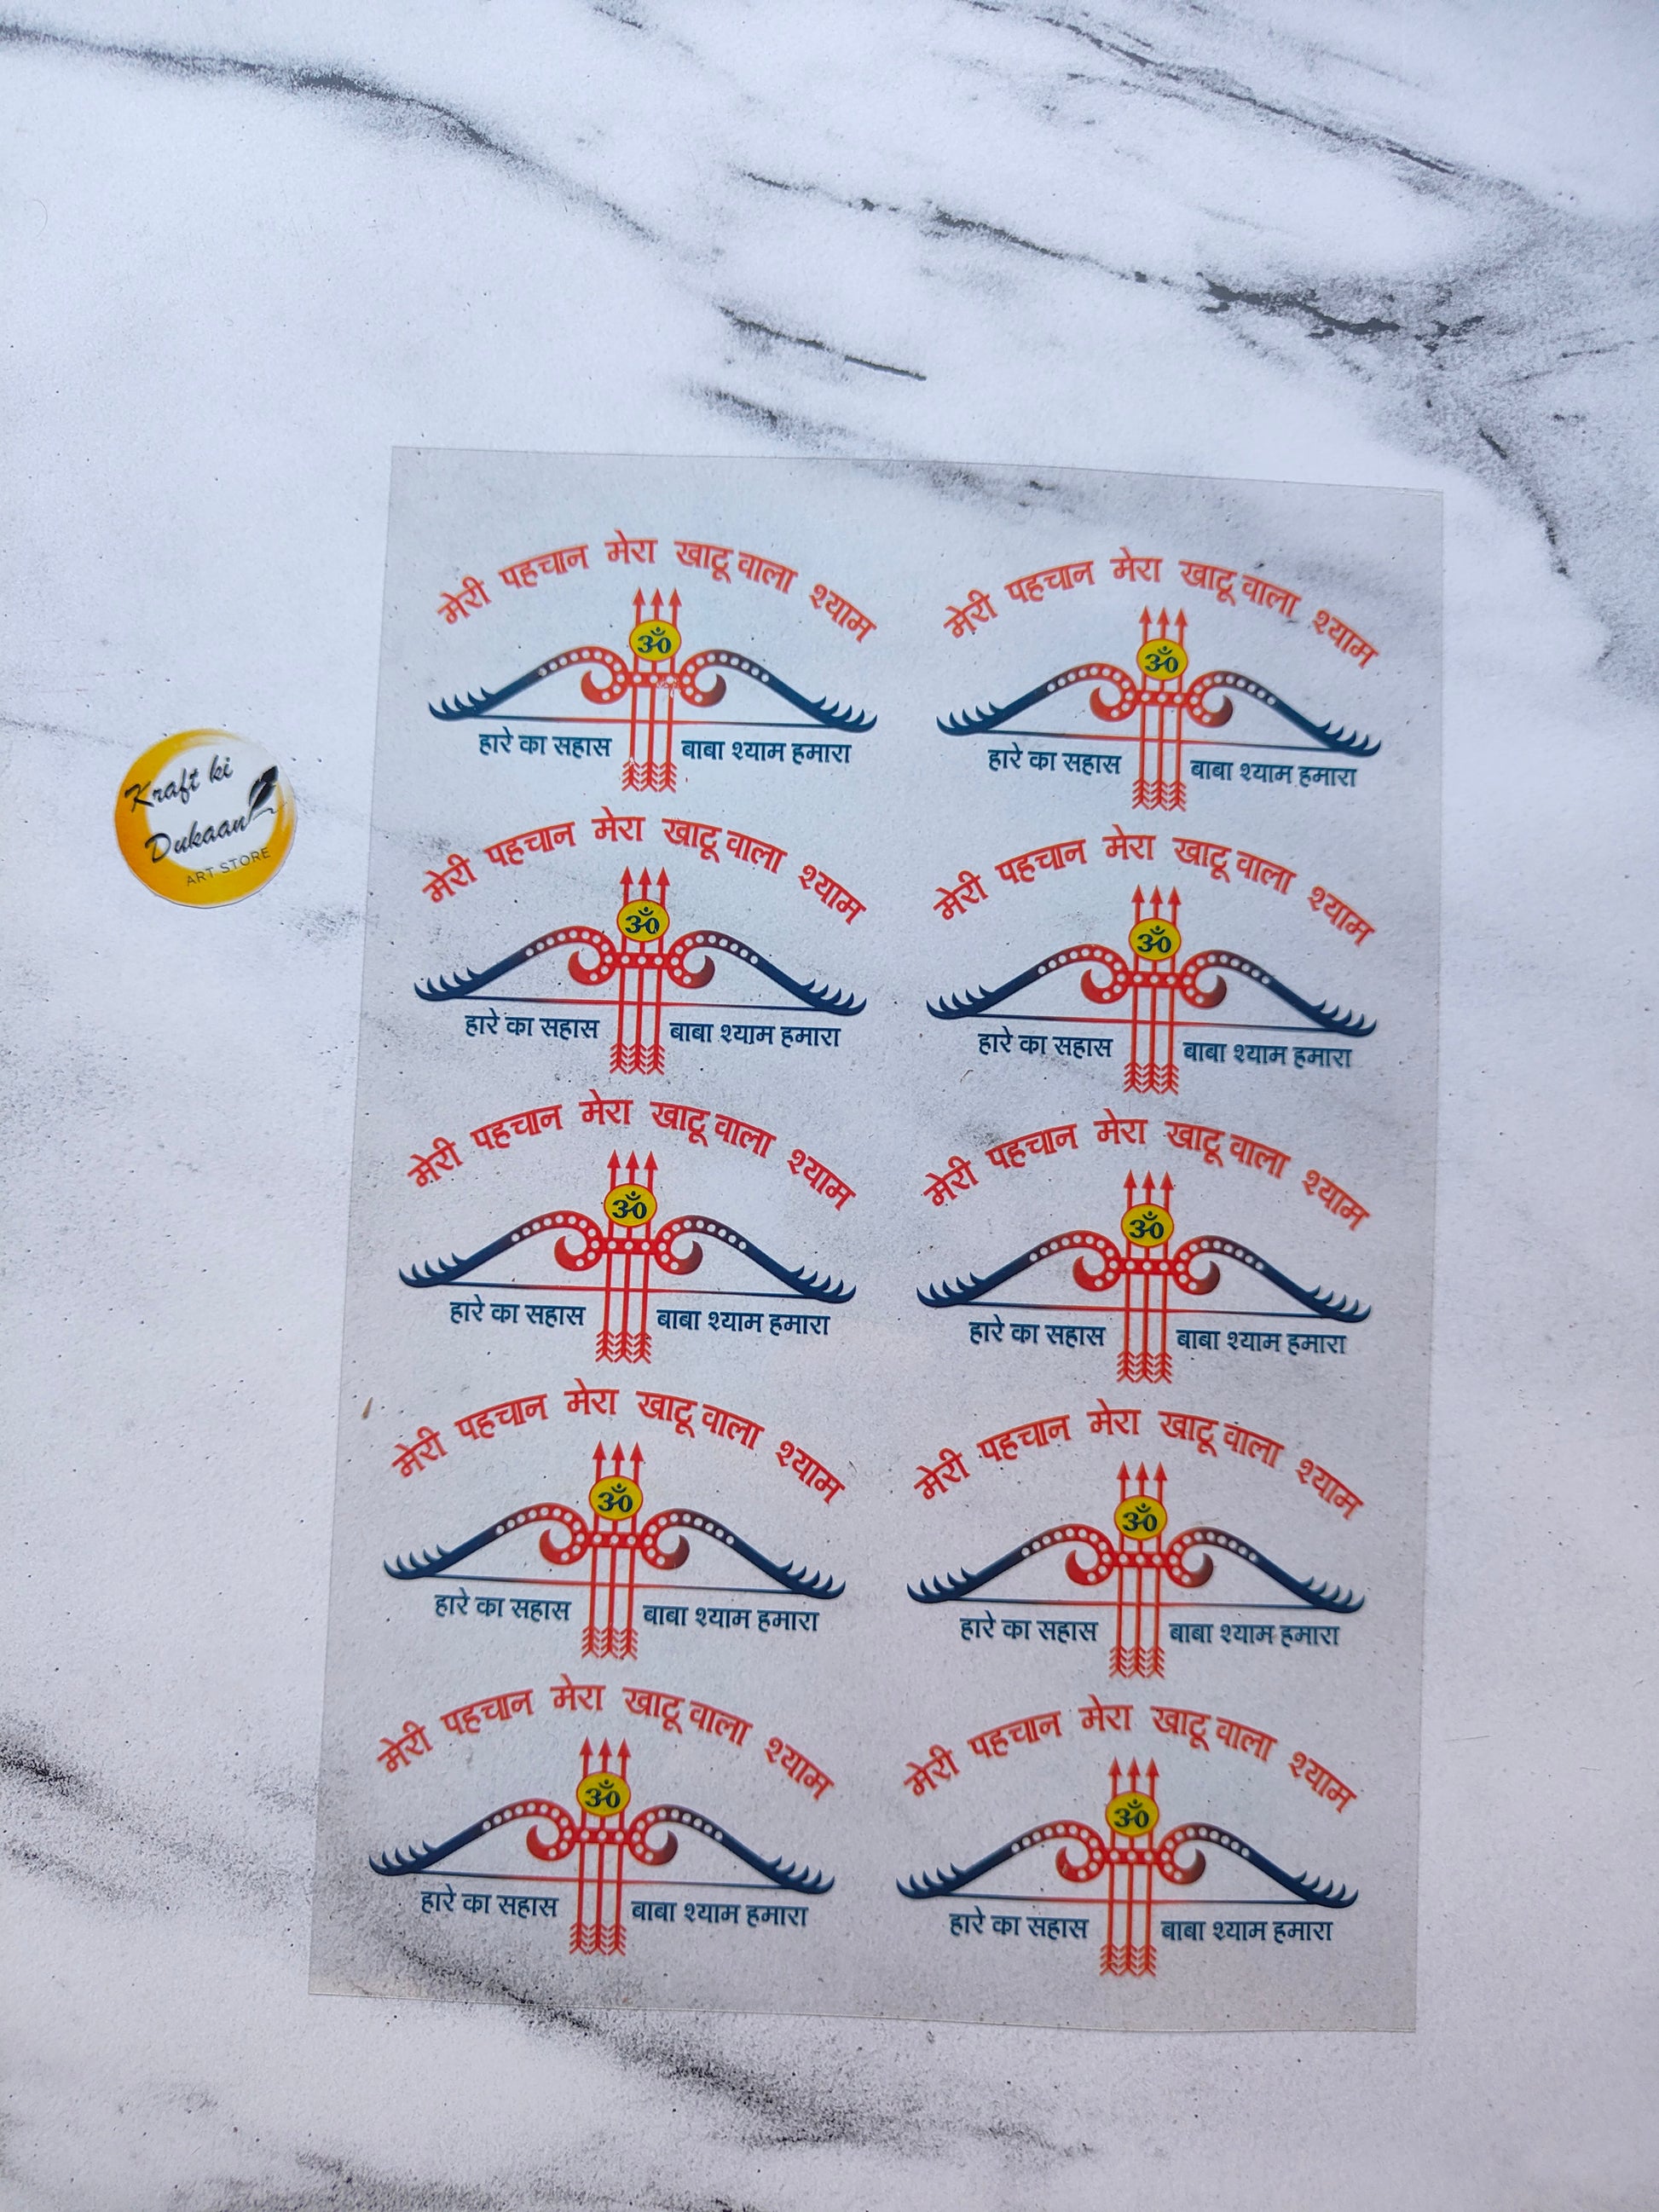 Kraft ki
Dukaan
ART STORE
मेरी पहचान मेरा खाटू वाला श्याम
ॐ
हारे का सहास बाबा श्याम हमारा
मेरी पहचान मेरा खाटू वाला श्याम
ॐ
हारे का सहास बाबा श्याम हमारा
मेरी पहचान मेरा खाटू वाला श्याम
ॐ
हारे का सहास बाबा श्याम हमारा
मेरी पहचान मेरा खाटू वाला श्याम
ॐ
हारे का सहास बाबा श्याम हमारा
मेरी पहचान मेरा खाटू वाला श्याम
ॐ
हारे का सहास बाबा श्याम हमारा
मेरी पहचान मेरा खाटू वाला श्याम
ॐ
हारे का सहास बाबा श्याम हमारा
मेरी पहचान मेरा खाटू वाला श्याम
ॐ
हारे का सहास बाबा श्याम हमारा
मेरी पहचान मेरा खाटू वाला श्याम
ॐ
हारे का सहास बाबा श्याम हमारा
मेरी पहचान मेरा खाटू वाला श्याम
ॐ
हारे का सहास बाबा श्याम हमारा
मेरी पहचान मेरा खाटू वाला श्याम
ॐ
हारे का सहास बाबा श्याम हमारा